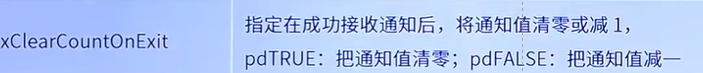 xClearCountOnExit
指定在成功接收通知后，将通知值清零或减 1，
pdTRUE：把通知值清零；pdFALSE：把通知值减一